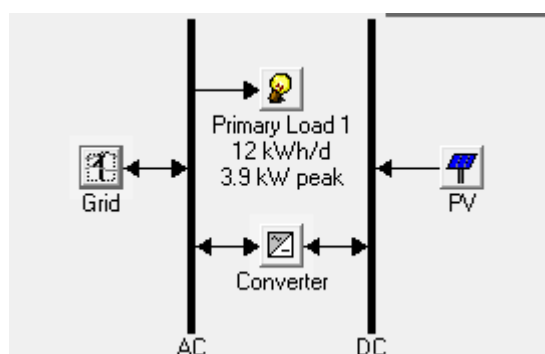 Primary Load 1
12 kWh/d
3.9 kW peak
Grid
PV
Converter
AC
DC